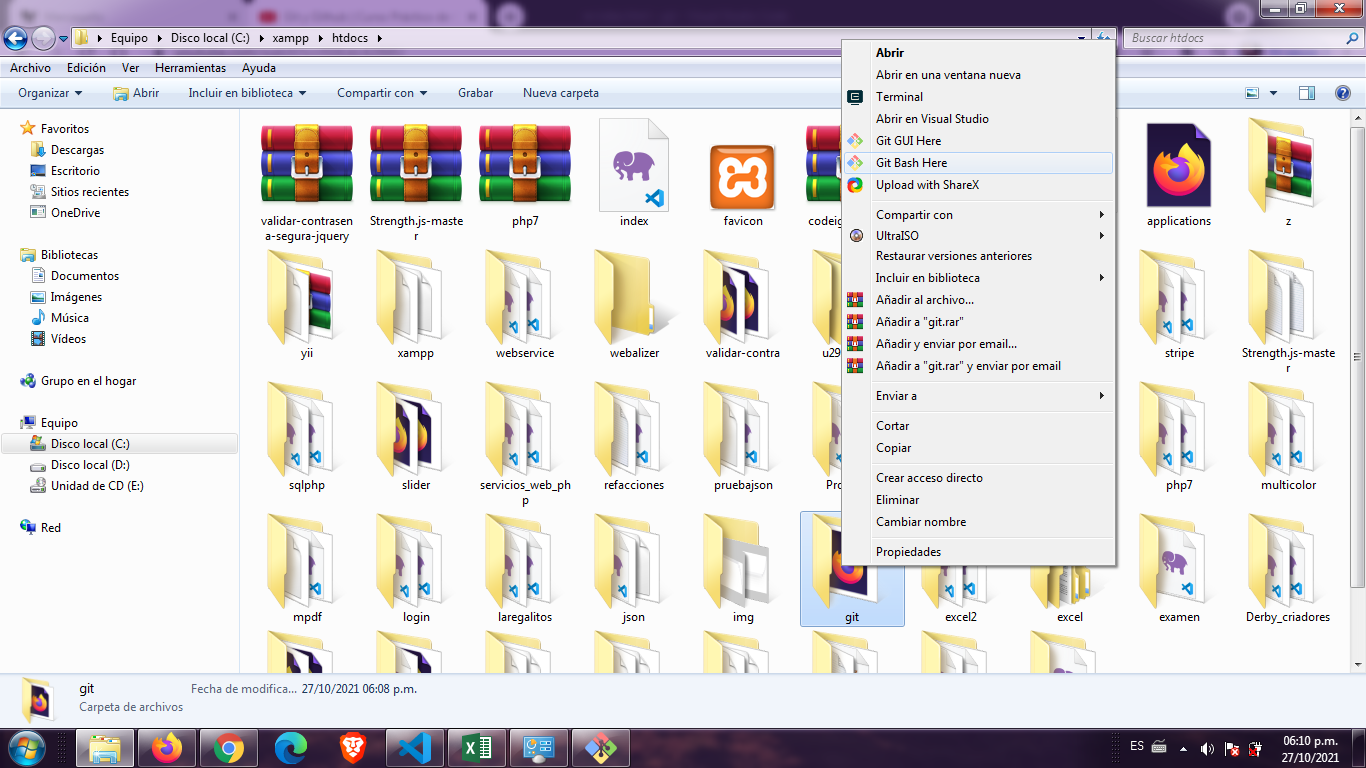 Equipo
Disco local (C:)
xampp
htdocs
Buscar htdocs
Archivo
Edición
Ver
Herramientas
Ayuda
Organizar
Abrir
Incluir en biblioteca
Compartir con
Grabar
Nueva carpeta
Favoritos
Descargas
Escritorio
Sitios recientes
OneDrive
Bibliotecas
Documentos
Imágenes
Música
Vídeos
Grupo en el hogar
Equipo
Disco local (C:)
Disco local (D:)
Unidad de CD (E:)
Red
validar-contrasen
a-segura-jquery
Strength.js-maste
r
php7
index
favicon
applications
z
yii
xampp
webservice
webalizer
validar-contra
stripe
Strength.js-maste
r
sqlphp
slider
servicios_web_ph
p
refacciones
pruebajson
php7
multicolor
mpdf
login
laregalitos
json
img
git
excel2
excel
examen
Derby_criadores
Abrir
Abrir en una ventana nueva
Terminal
Abrir en Visual Studio
Git GUI Here
Git Bash Here
Upload with ShareX
Compartir con
UltraISO
Restaurar versiones anteriores
Incluir en biblioteca
Añadir al archivo...
Añadir a "git.rar"
Añadir y enviar por email...
Añadir a "git.rar" y enviar por email
Enviar a
Cortar
Copiar
Crear acceso directo
Eliminar
Cambiar nombre
Propiedades
git
Fecha de modifica... 27/10/2021 06:08 p.m.
Carpeta de archivos
ES
06:10 p.m.
27/10/2021